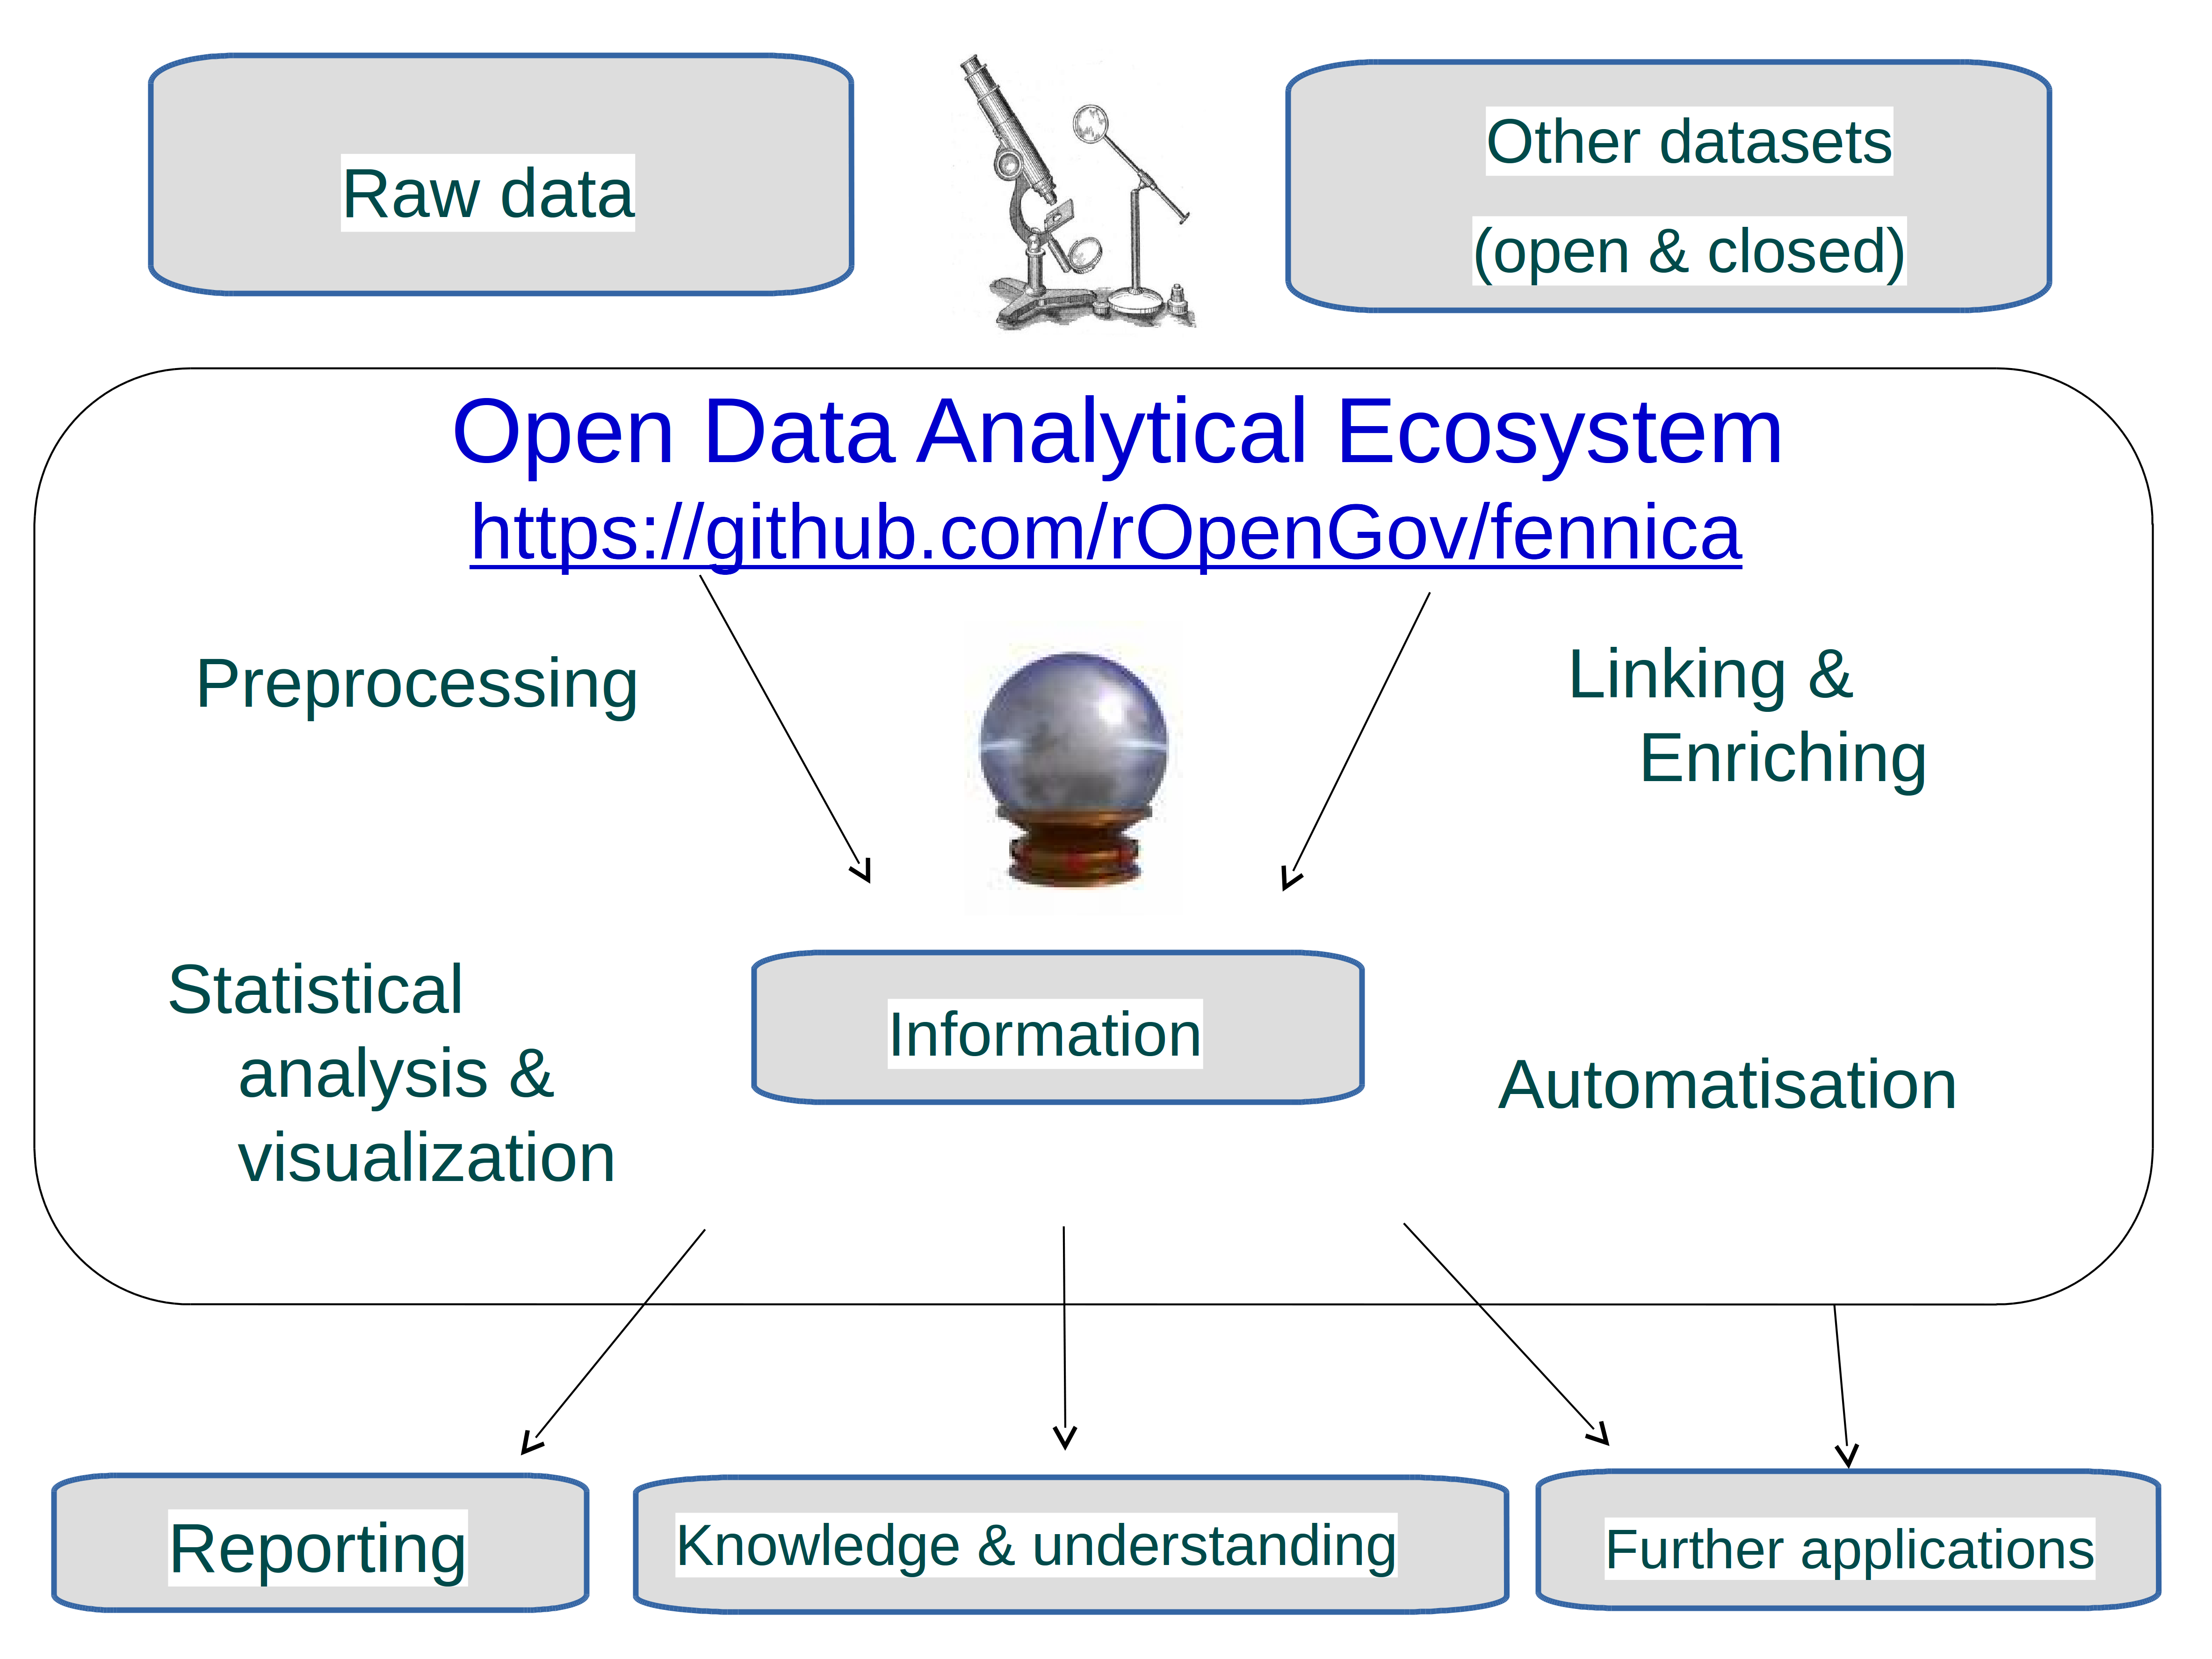 Raw data
Other datasets
(open & closed)
Open Data Analytical Ecosystem
https://github.com/rOpenGov/fennica
Preprocessing
Linking &
Enriching
Statistical
analysis &
visualization
Information
Automatisation
Reporting
Knowledge & understanding
Further applications